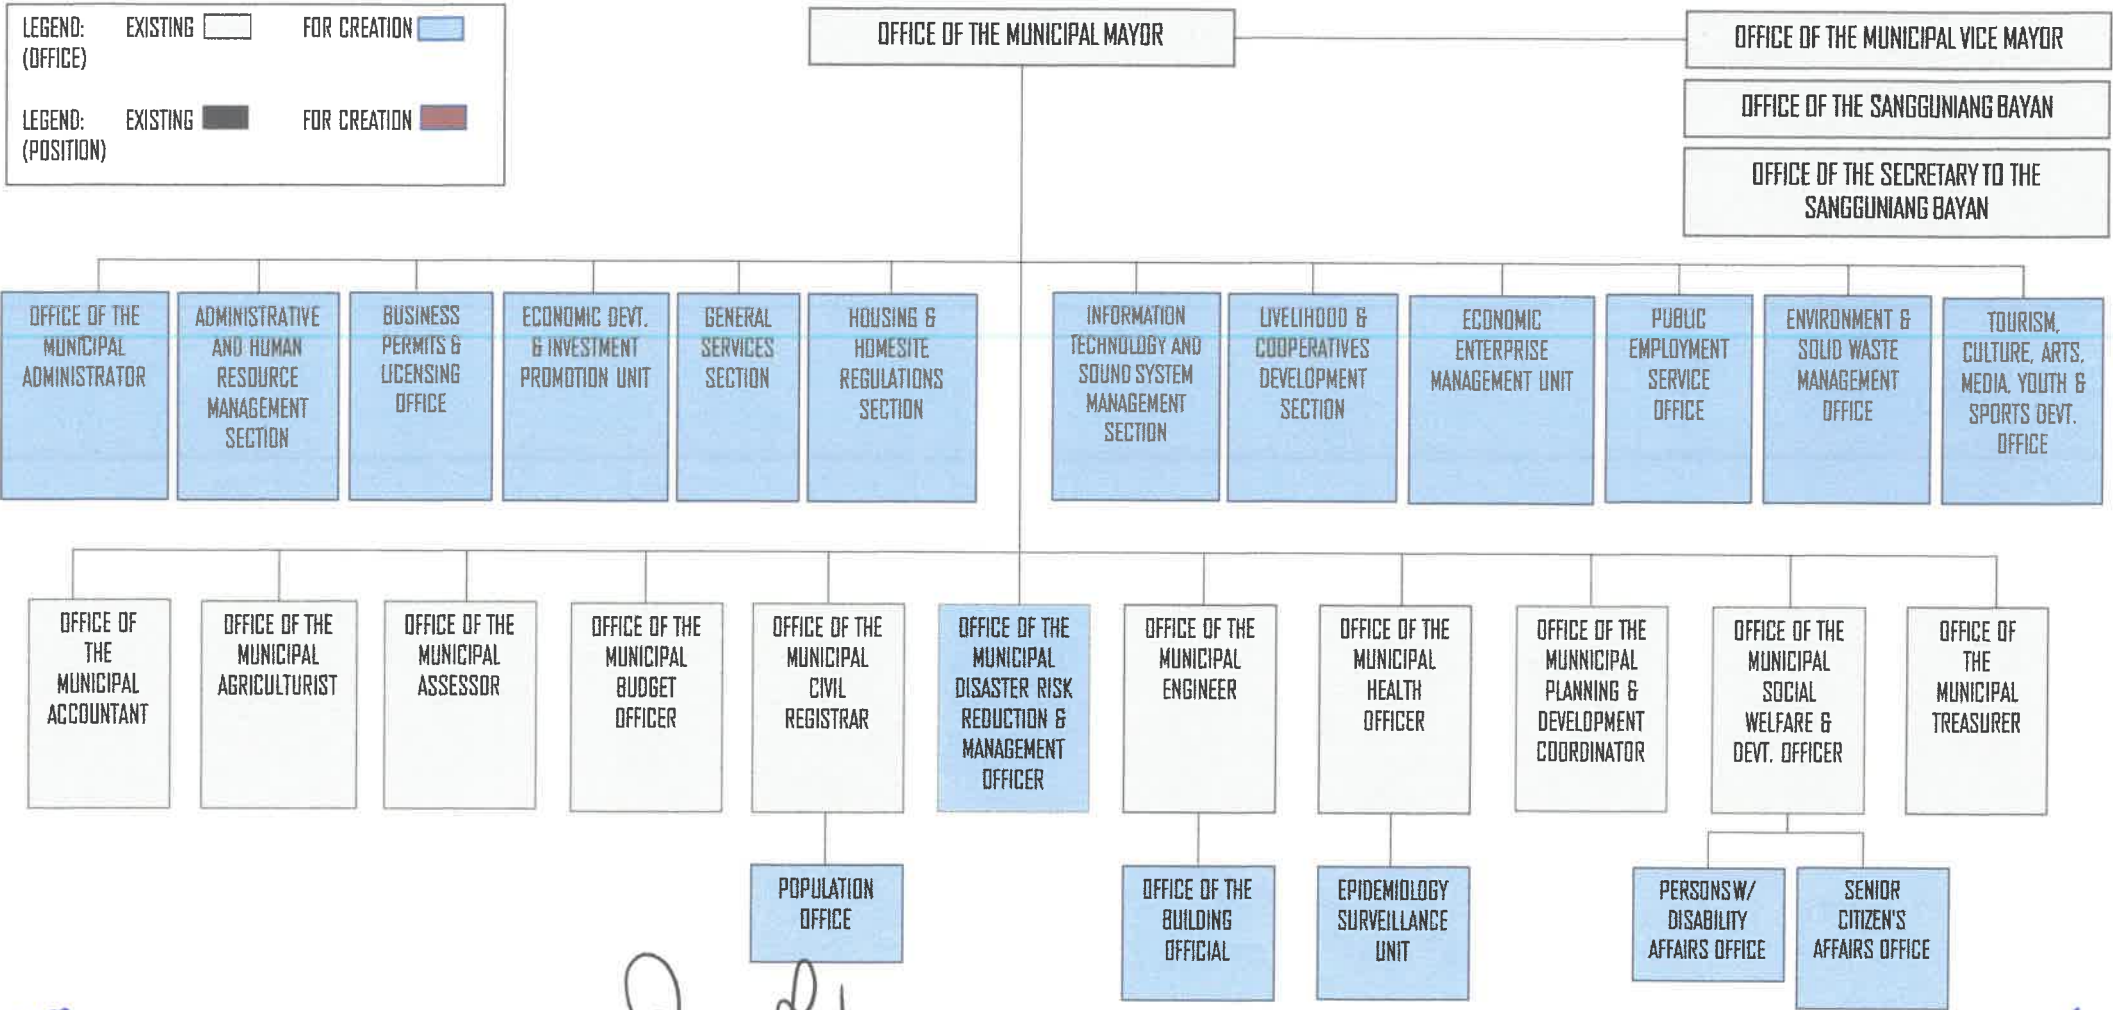 LEGEND: EXISTING FOR CREATION
(OFFICE)
LEGEND: EXISTING FOR CREATION
(POSITION)
OFFICE OF THE MUNICIPAL MAYOR
OFFICE OF THE MUNICIPAL VICE MAYOR
OFFICE OF THE SANGGUNIANG BAYAN
OFFICE OF THE SECRETARY TO THE
SANGGUNIANG BAYAN
OFFICE OF THE
MUNICIPAL
ADMINISTRATOR
ADMINISTRATIVE
AND HUMAN
RESOURCE
MANAGEMENT
SECTION
BUSINESS
PERMITS &
LICENSING
OFFICE
ECONOMIC DEVT.
& INVESTMENT
PROMOTION UNIT
GENERAL
SERVICES
SECTION
HOUSING &
HOMESITE
REGULATIONS
SECTION
INFORMATION
TECHNOLOGY AND
SOUND SYSTEM
MANAGEMENT
SECTION
LIVELIHOOD &
COOPERATIVES
DEVELOPMENT
SECTION
ECONOMIC
ENTERPRISE
MANAGEMENT UNIT
PUBLIC
EMPLOYMENT
SERVICE
OFFICE
ENVIRONMENT &
SOLID WASTE
MANAGEMENT
OFFICE
TOURISM,
CULTURE, ARTS,
MEDIA, YOUTH &
SPORTS DEVT.
OFFICE
OFFICE OF
THE
MUNICIPAL
ACCOUNTANT
OFFICE OF THE
MUNICIPAL
AGRICULTURIST
OFFICE OF THE
MUNICIPAL
ASSESSOR
OFFICE OF THE
MUNICIPAL
BUDGET
OFFICER
OFFICE OF THE
MUNICIPAL
CIVIL
REGISTRAR
OFFICE OF THE
MUNICIPAL
DISASTER RISK
REDUCTION &
MANAGEMENT
OFFICER
OFFICE OF THE
MUNICIPAL
ENGINEER
OFFICE OF THE
MUNICIPAL
HEALTH
OFFICER
OFFICE OF THE
MUNNICIPAL
PLANNING &
DEVELOPMENT
COORDINATOR
OFFICE OF THE
MUNICIPAL
SOCIAL
WELFARE &
DEVT. OFFICER
OFFICE OF
THE
MUNICIPAL
TREASURER
POPULATION
OFFICE
OFFICE OF THE
BUILDING
OFFICIAL
EPIDEMIOLOGY
SURVEILLANCE
UNIT
PERSONS W/
DISABILITY
AFFAIRS OFFICE
SENIOR
CITIZEN'S
AFFAIRS OFFICE